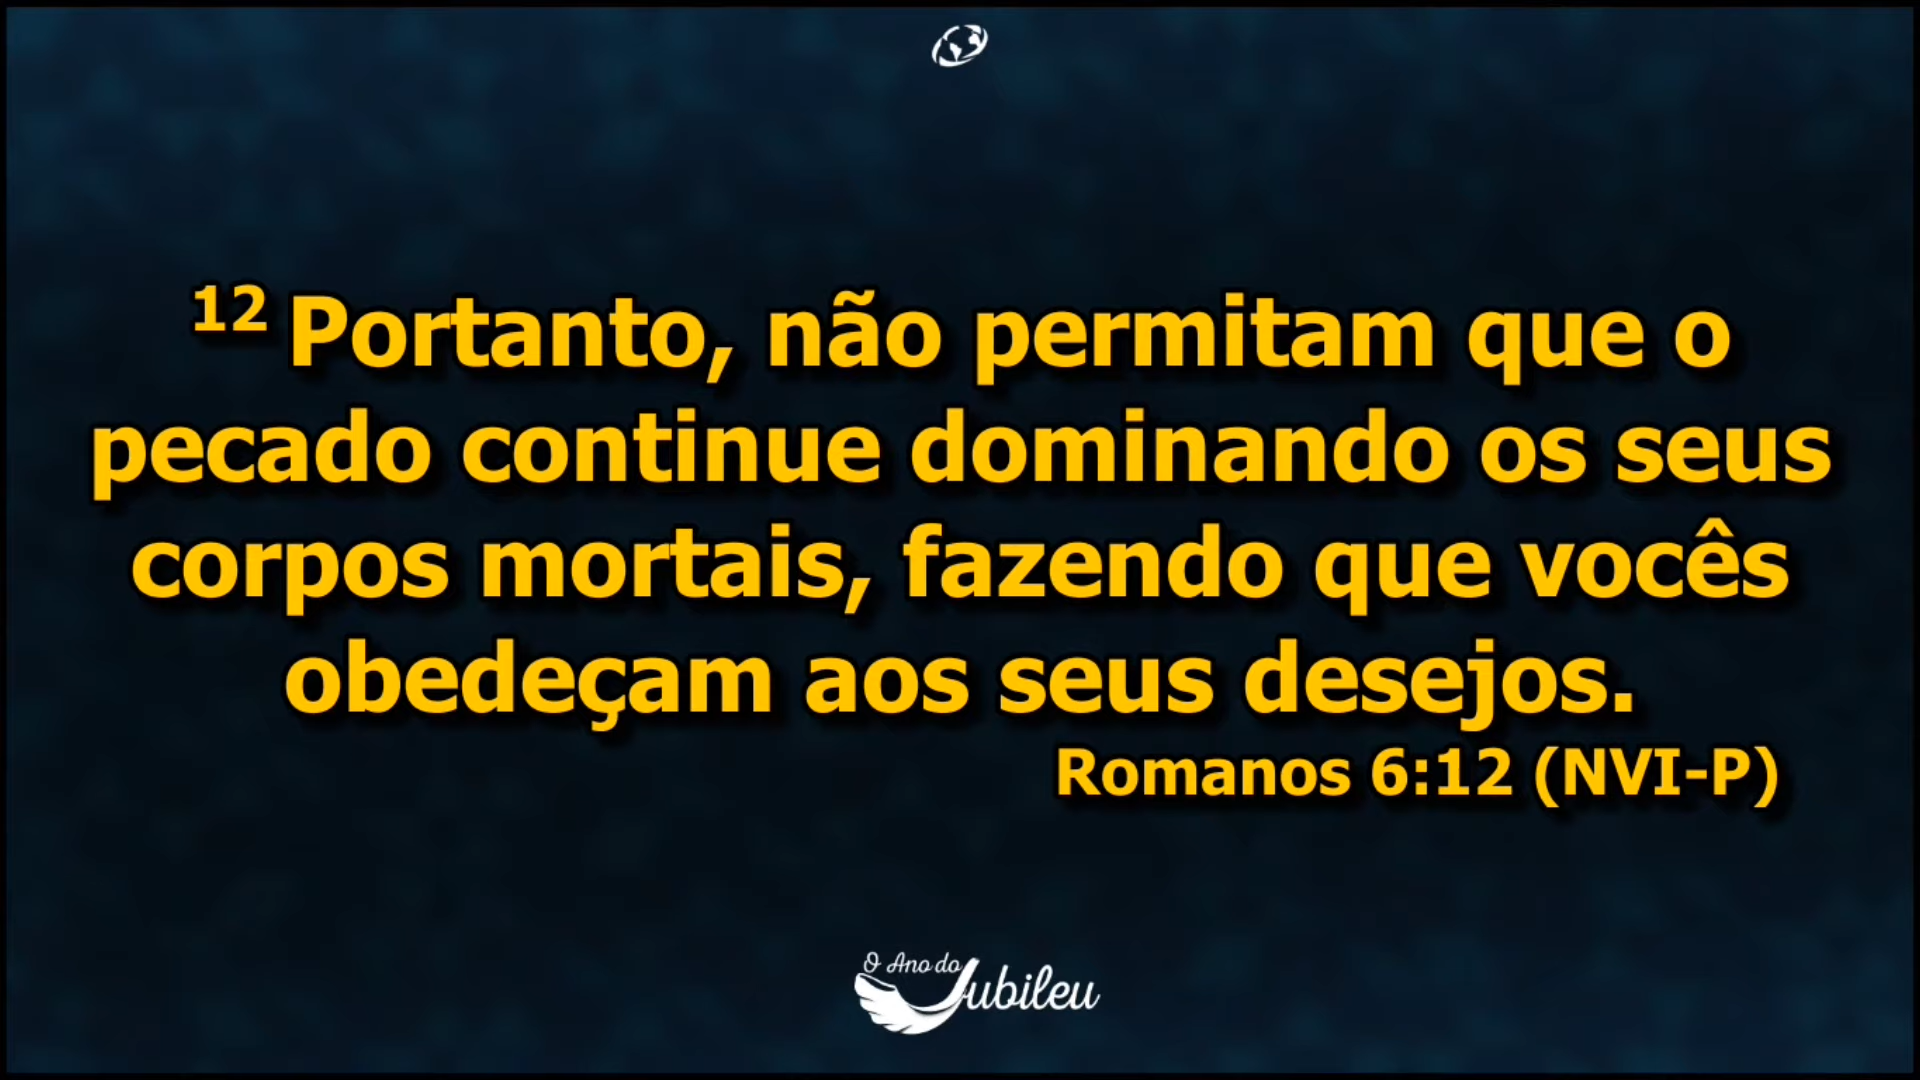 12 Portanto, não permitam que o
pecado continue dominando os seus
corpos mortais, fazendo que vocês
obedeçam aos seus desejos.
Romanos 6:12 (NVI-P)
O Ano do
Jubileu